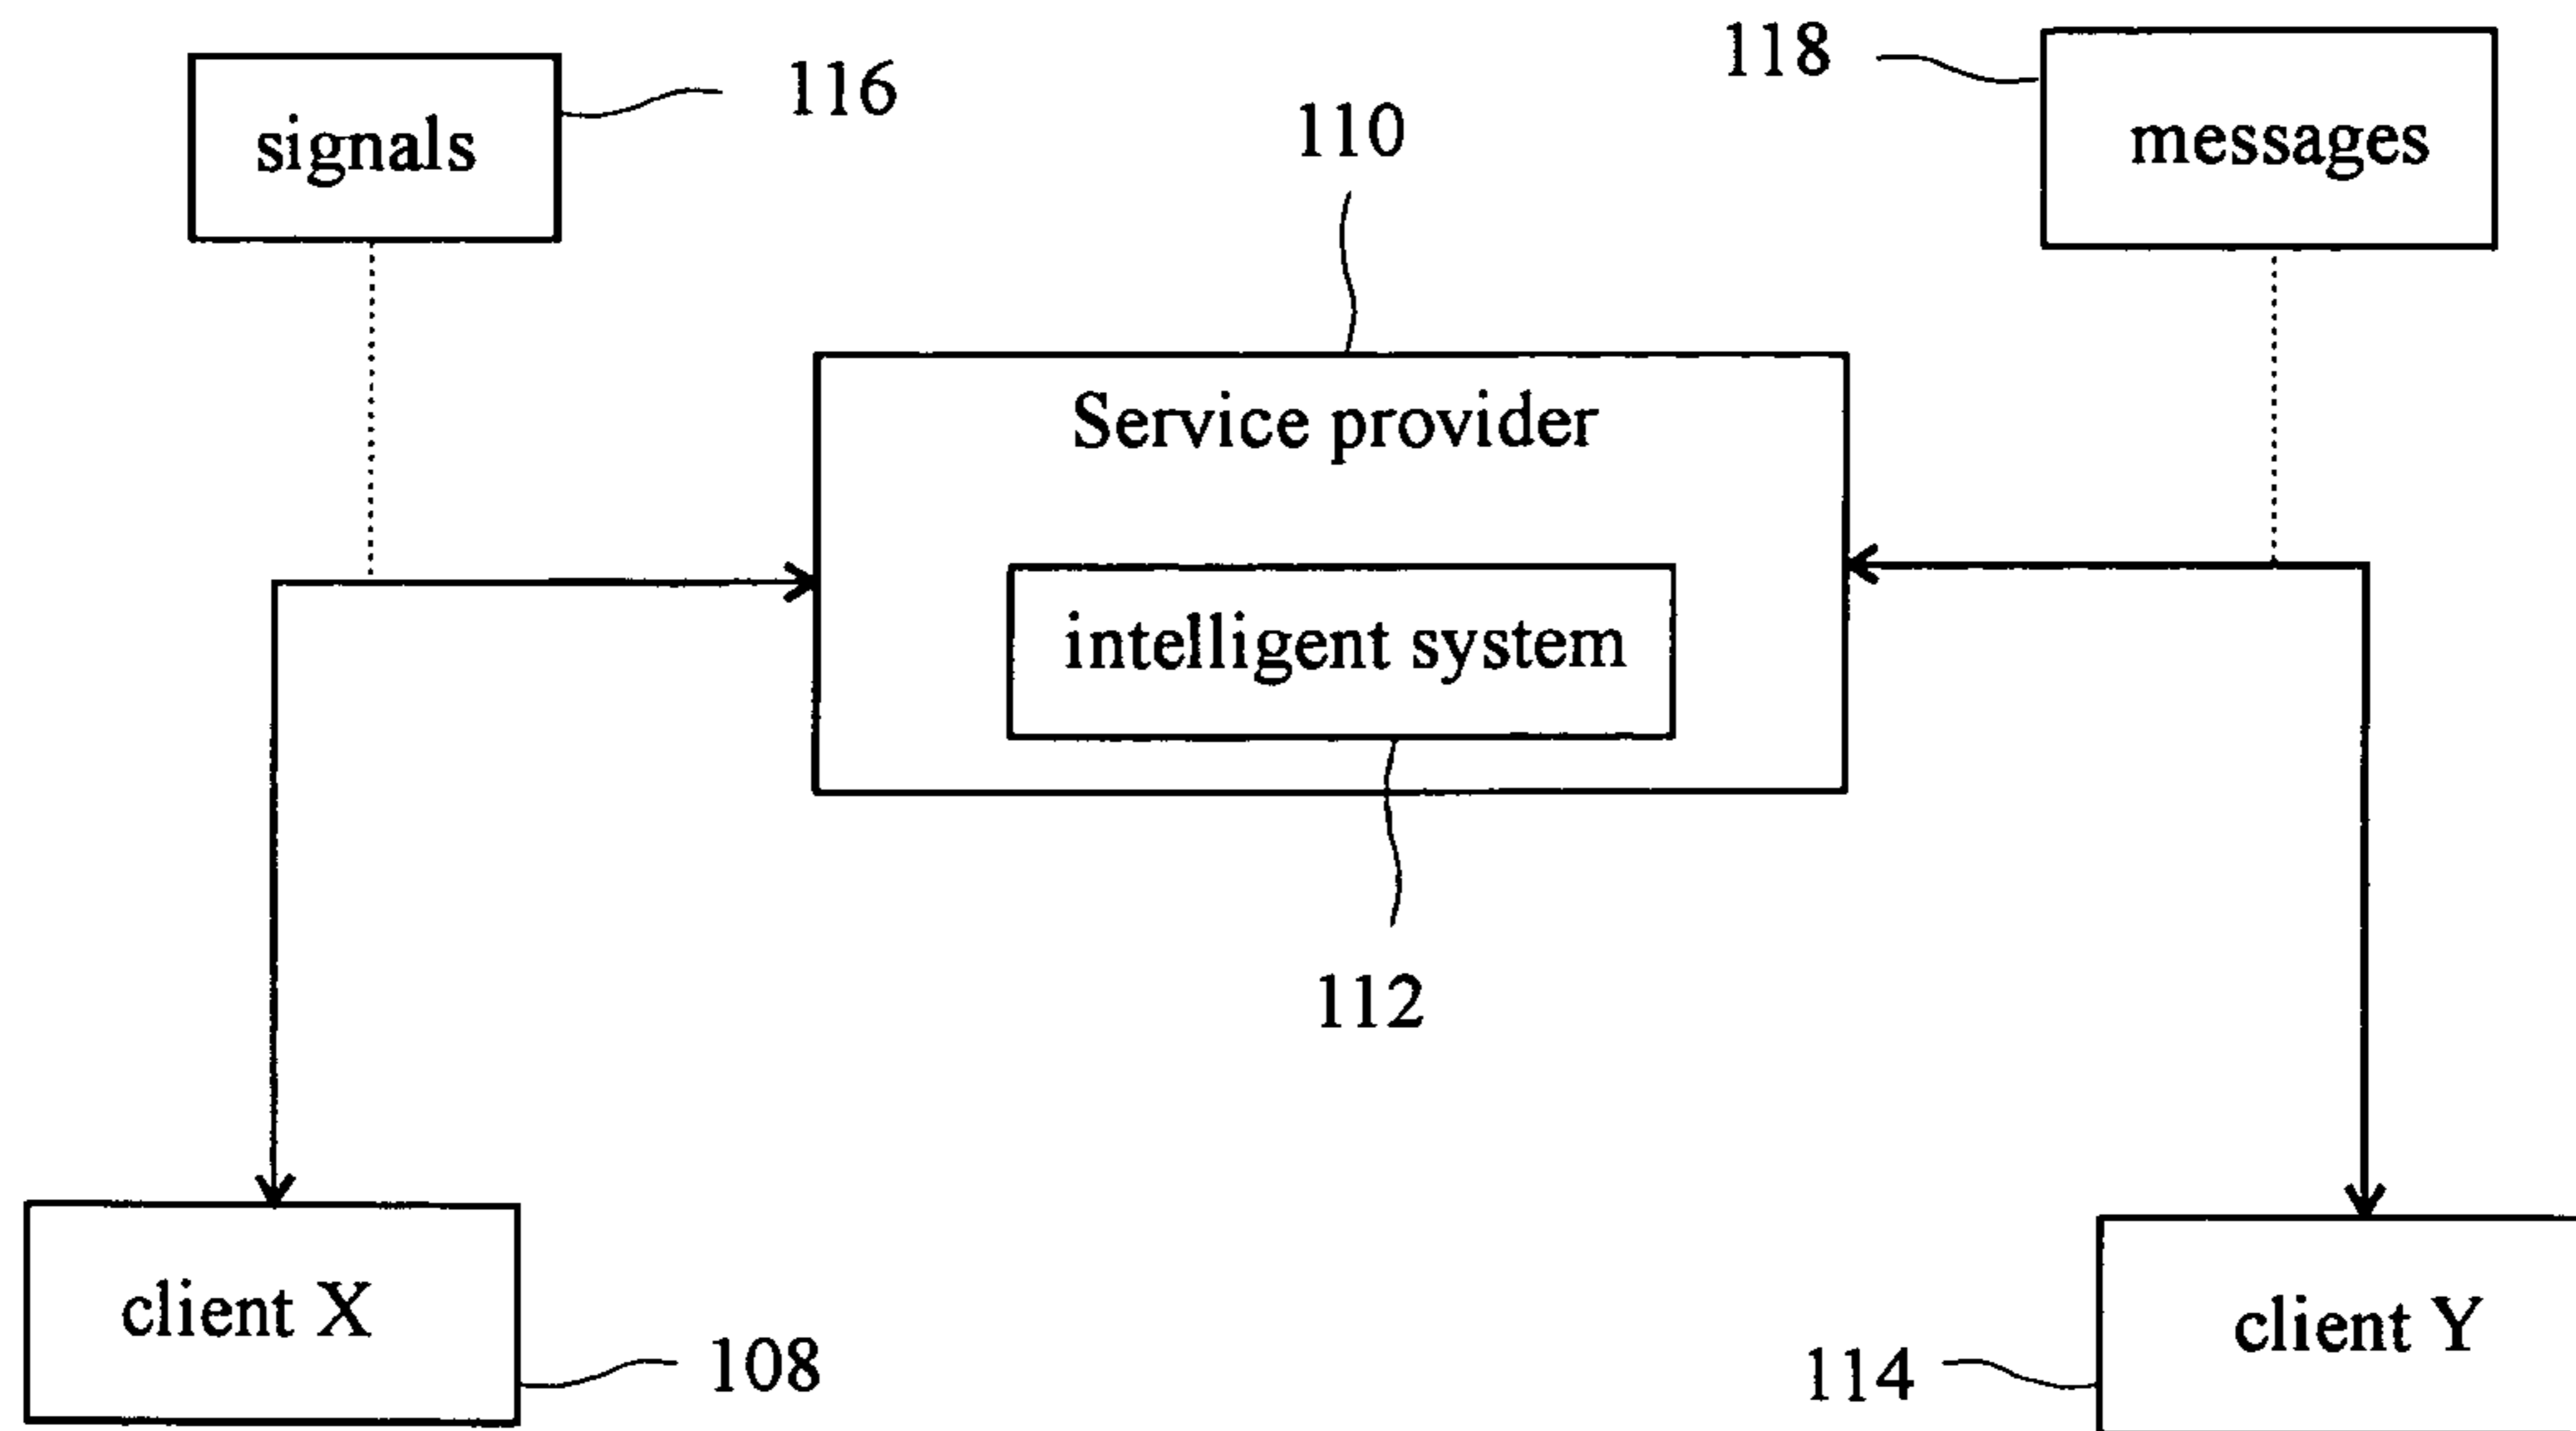 116
signals
118
messages
110
Service provider
intelligent system
112
client X
108
114
client Y